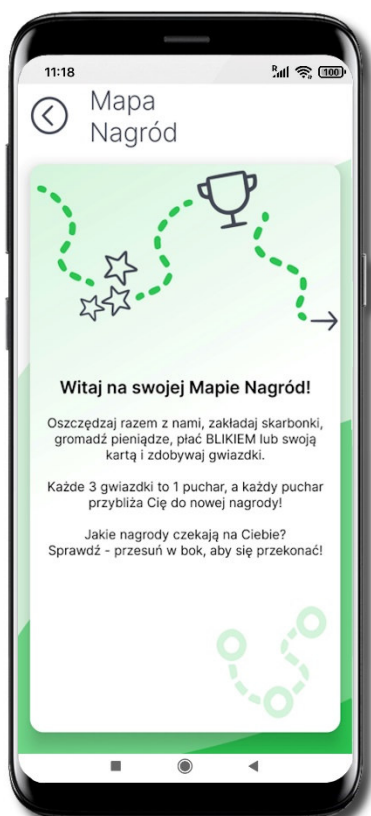 11:18
R
100
Mapa
Nagród
Witaj na swojej Mapie Nagród!
Oszczędzaj razem z nami, zakładaj skarbonki,
gromadź pieniądze, płać BLIKIEM lub swoją
kartą i zdobywaj gwiazdki.
Każde 3 gwiazdki to 1 puchar, a każdy puchar
przybliża Cię do nowej nagrody!
Jakie nagrody czekają na Ciebie?
Sprawdź - przesuń w bok, aby się przekonać!